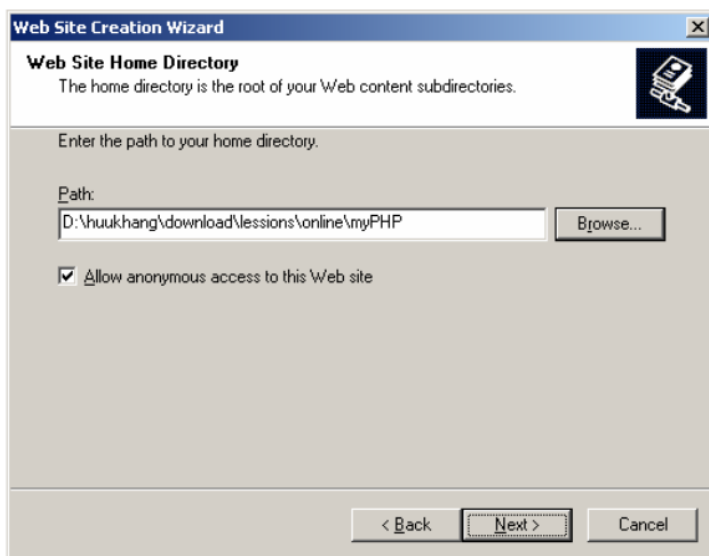 Web Site Creation Wizard
Web Site Home Directory
The home directory is the root of your Web content subdirectories.
Enter the path to your home directory.
Path:
D:\huukhang\download\lessions\online\myPHP
Browse...
Allow anonymous access to this Web site
< Back
Next >
Cancel